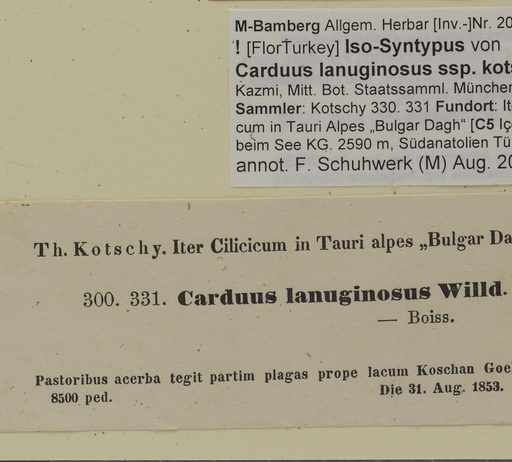 M-Bamberg Allgem. Herbar [Inv.-]Nr. 20
! [FlorTurkey] Iso-Syntypus von
Carduus lanuginosus ssp. kots
Kazmi, Mitt. Bot. Staatssamml. München
Sammler: Kotschy 330. 331 Fundort: It
cum in Tauri Alpes „Bulgar Dagh“ [C5 Içe
beim See KG. 2590 m, Südanatolien Tü
annot. F. Schuhwerk (M) Aug. 20
Th. Kotschy. Iter Cilicicum in Tauri alpes „Bulgar Da
300. 331. Carduus lanuginosus Willd.
— Boiss.
Pastoribus acerba tegit partim plagas prope lacum Koschan Goe
8500 ped. Die 31. Aug. 1853.